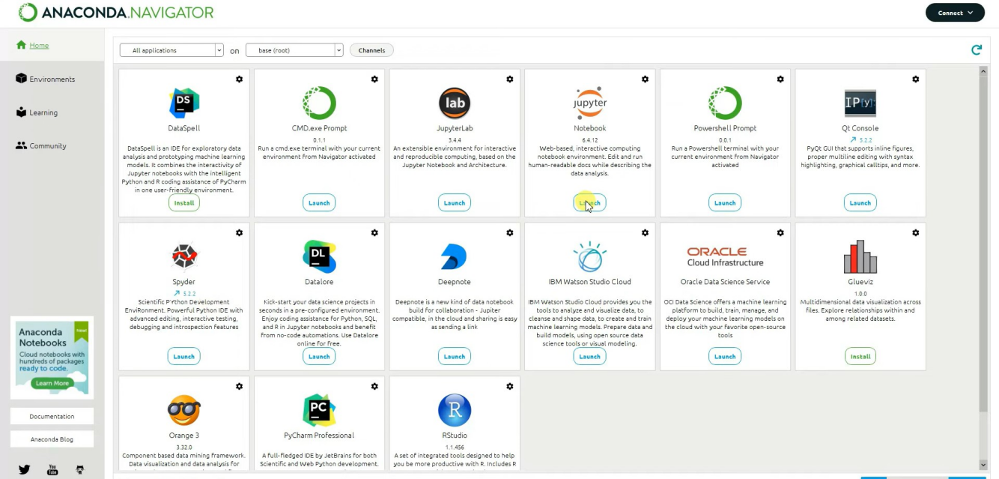 ANACONDA.NAVIGATOR
Connect
Home
Environments
Learning
Community
All applications on base (root) Channels
DS
DataSpell
DataSpell is an IDE for exploratory data
analysis and prototyping machine learning
models. It combines the interactivity of
Jupyter notebooks with the intelligent
Python and R coding assistance of PyCharm
in one user-friendly environment.
Install
CMD.exe Prompt
0.1.1
Run a cmd.exe terminal with your current
environment from Navigator activated
Launch
lab
JupyterLab
3.4.4
An extensible environment for interactive
and reproducible computing, based on the
Jupyter Notebook and Architecture.
Launch
jupyter
Notebook
6.4.12
Web-based, interactive computing
notebook environment. Edit and run
human-readable docs while describing the
data analysis.
Launch
Powershell Prompt
0.0.1
Run a Powershell terminal with your
current environment from Navigator
activated
Launch
IP[y]:
Qt Console
5.2.2
PyQt GUI that supports inline figures,
proper multiline editing with syntax
highlighting, graphical calltips, and more.
Launch
Spyder
5.2.2
Scientific PYthon Development
EnviRonment. Powerful Python IDE with
advanced editing, interactive testing,
debugging and introspection features
Launch
DL
Datalore
Kick-start your data science projects in
seconds in a pre-configured environment.
Enjoy coding assistance for Python, SQL,
and R in Jupyter notebooks and benefit
from no-code automations. Use Datalore
online for free.
Launch
Deepnote
Deepnote is a new kind of data notebook
build for collaboration - Jupiter
compatible, in the cloud and sharing is easy
as sending a link
Launch
IBM Watson Studio Cloud
IBM Watson Studio Cloud provides you the
tools to analyze and visualize data, to
cleanse and shape data, to create and train
machine learning models. Prepare data and
build models, using open source data
science tools or visual modeling.
Launch
ORACLE
Cloud Infrastructure
Oracle Data Science Service
OCI Data Science offers a machine learning
platform to build, train, manage, and
deploy your machine learning models on
the cloud with your favorite open-source
tools
Launch
Glueviz
1.0.0
Multidimensional data visualization across
files. Explore relationships within and
among related datasets.
Install
Orange 3
3.32.0
Component based data mining framework.
Data visualization and data analysis for
PC
PyCharm Professional
A full-fledged IDE by JetBrains for both
Scientific and Web Python development.
R
RStudio
1.1.456
A set of integrated tools designed to help
you be more productive with R. Includes R
New!
Anaconda
Notebooks
Cloud notebooks with
hundreds of packages
ready to code.
Learn More
Documentation
Anaconda Blog
You
Tube